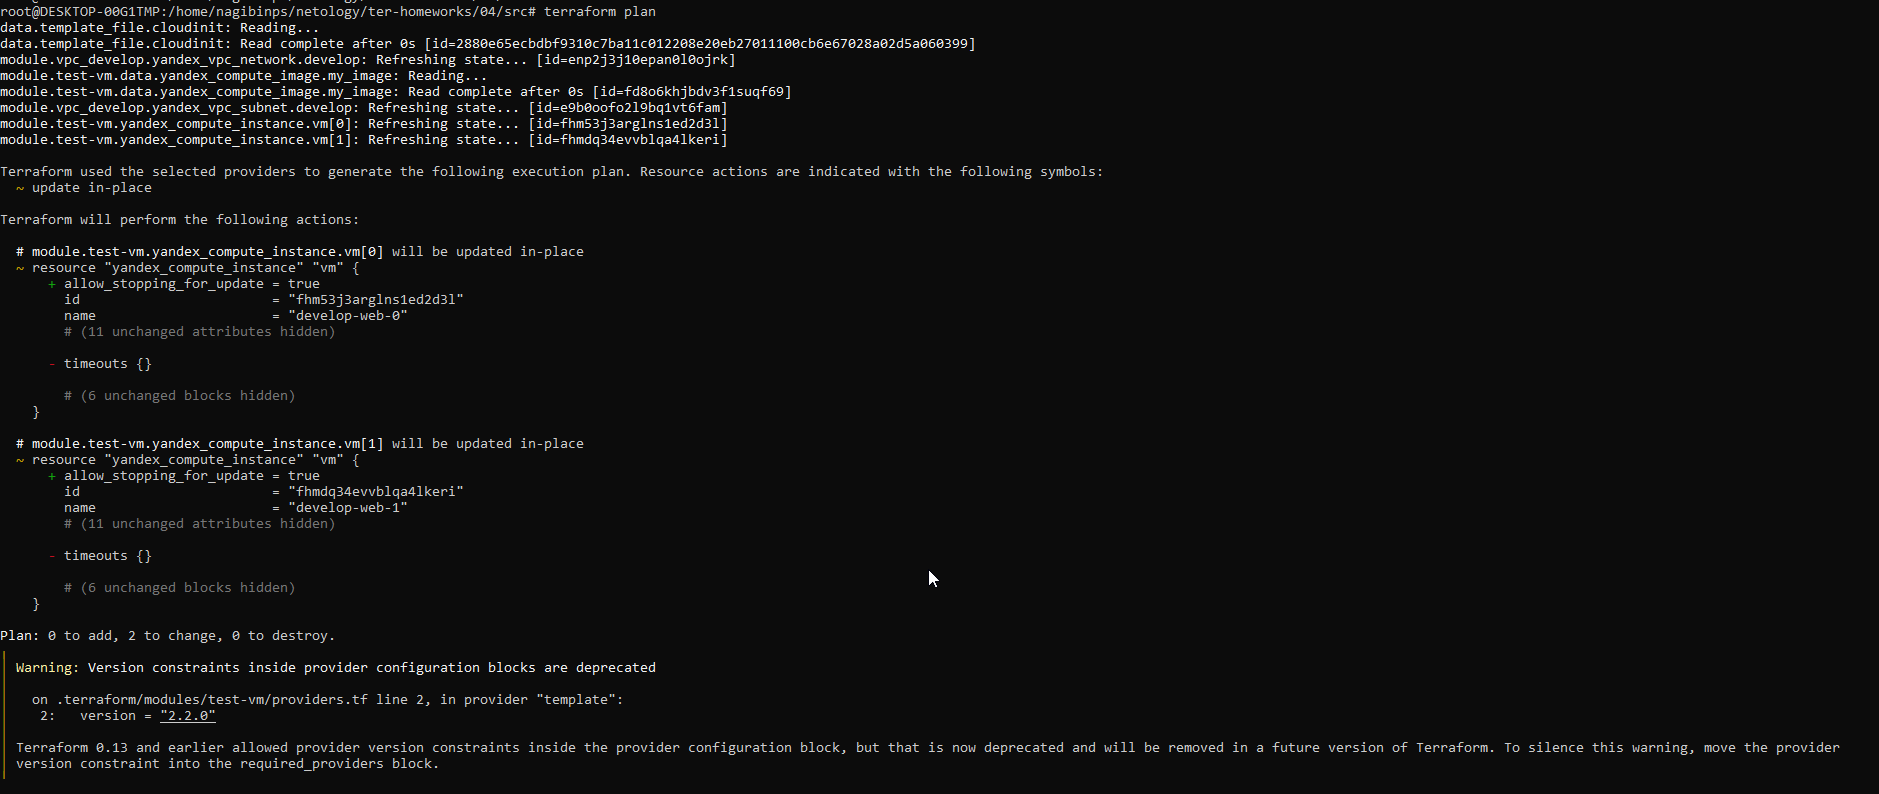 root@DESKTOP-00G1TMP:/home/nagibinps/netology/ter-homeworks/04/src# terraform plan
data.template_file.cloudinit: Reading...
data.template_file.cloudinit: Read complete after 0s [id=2880e65ecbdbf9310c7ba11c012208e20eb27011100cb6e67028a02d5a060399]
module.vpc_develop.yandex_vpc_network.develop: Refreshing state... [id=enp2j3j10epan0l0ojrk]
module.test-vm.data.yandex_compute_image.my_image: Reading...
module.test-vm.data.yandex_compute_image.my_image: Read complete after 0s [id=fd8o6khjbdv3f1suqf69]
module.vpc_develop.yandex_vpc_subnet.develop: Refreshing state... [id=e9b0oofo2l9bq1vt6fam]
module.test-vm.yandex_compute_instance.vm[0]: Refreshing state... [id=fhm53j3arglns1ed2d3l]
module.test-vm.yandex_compute_instance.vm[1]: Refreshing state... [id=fhmdq34evvblqa4lkeri]
Terraform used the selected providers to generate the following execution plan. Resource actions are indicated with the following symbols:
~ update in-place
Terraform will perform the following actions:
# module.test-vm.yandex_compute_instance.vm[0] will be updated in-place
~ resource "yandex_compute_instance" "vm" {
+ allow_stopping_for_update = true
id = "fhm53j3arglns1ed2d3l"
name = "develop-web-0"
# (11 unchanged attributes hidden)
- timeouts {}
# (6 unchanged blocks hidden)
}
# module.test-vm.yandex_compute_instance.vm[1] will be updated in-place
~ resource "yandex_compute_instance" "vm" {
+ allow_stopping_for_update = true
id = "fhmdq34evvblqa4lkeri"
name = "develop-web-1"
# (11 unchanged attributes hidden)
- timeouts {}
# (6 unchanged blocks hidden)
}
Plan: 0 to add, 2 to change, 0 to destroy.
Warning: Version constraints inside provider configuration blocks are deprecated
on .terraform/modules/test-vm/providers.tf line 2, in provider "template":
2: version = "2.2.0"
Terraform 0.13 and earlier allowed provider version constraints inside the provider configuration block, but that is now deprecated and will be removed in a future version of Terraform. To silence this warning, move the provider
version constraint into the required_providers block.